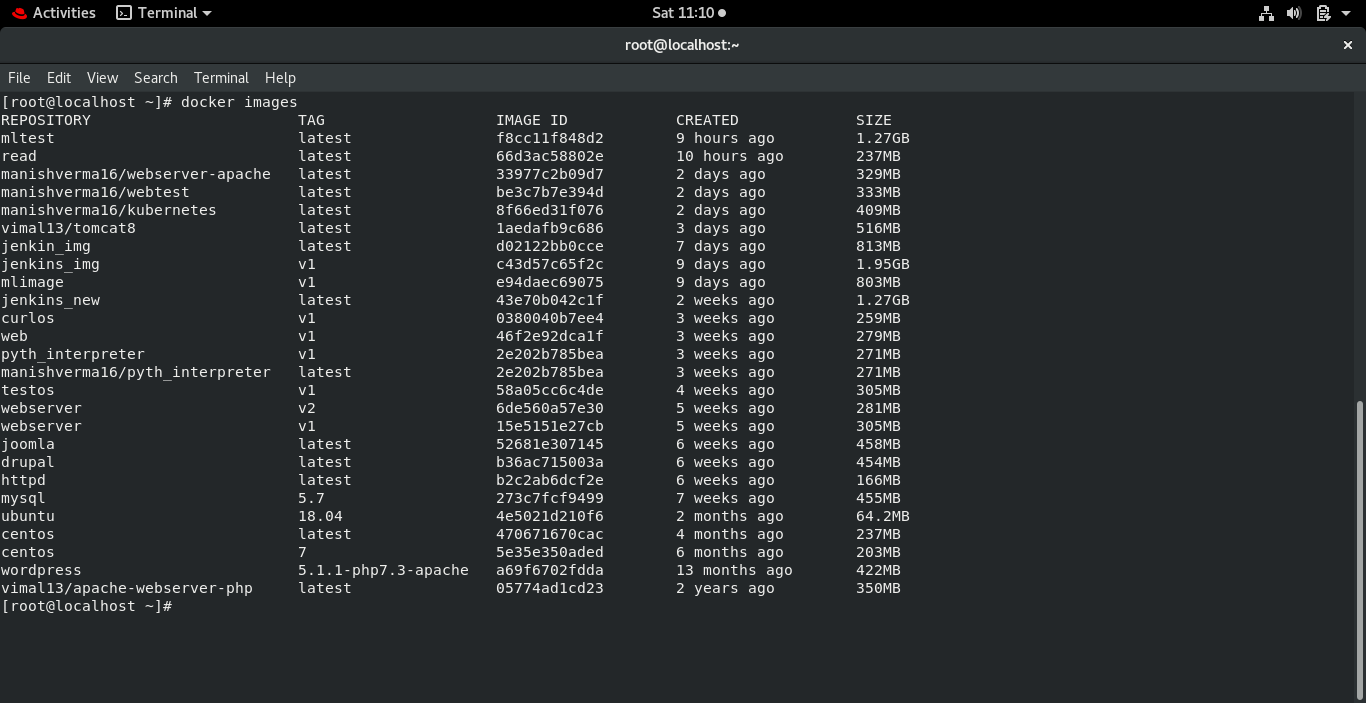 Activities Terminal Sat 11:10
root@localhost:~ ×
File Edit View Search Terminal Help
[root@localhost ~]# docker images
REPOSITORY TAG IMAGE ID CREATED SIZE
mltest latest f8cc11f848d2 9 hours ago 1.27GB
read latest 66d3ac58802e 10 hours ago 237MB
manishverma16/webserver-apache latest 33977c2b09d7 2 days ago 329MB
manishverma16/webtest latest be3c7b7e394d 2 days ago 333MB
manishverma16/kubernetes latest 8f66ed31f076 2 days ago 409MB
vimal13/tomcat8 latest 1aedafb9c686 3 days ago 516MB
jenkin_img latest d02122bb0cce 7 days ago 813MB
jenkins_img v1 c43d57c65f2c 9 days ago 1.95GB
mlimage v1 e94daec69075 9 days ago 803MB
jenkins_new latest 43e70b042c1f 2 weeks ago 1.27GB
curlos v1 0380040b7ee4 3 weeks ago 259MB
web v1 46f2e92dca1f 3 weeks ago 279MB
pyth_interpreter v1 2e202b785bea 3 weeks ago 271MB
manishverma16/pyth_interpreter latest 2e202b785bea 3 weeks ago 271MB
testos v1 58a05cc6c4de 4 weeks ago 305MB
webserver v2 6de560a57e30 5 weeks ago 281MB
webserver v1 15e5151e27cb 5 weeks ago 305MB
joomla latest 52681e307145 6 weeks ago 458MB
drupal latest b36ac715003a 6 weeks ago 454MB
httpd latest b2c2ab6dcf2e 6 weeks ago 166MB
mysql 5.7 273c7fcf9499 7 weeks ago 455MB
ubuntu 18.04 4e5021d210f6 2 months ago 64.2MB
centos latest 470671670cac 4 months ago 237MB
centos 7 5e35e350aded 6 months ago 203MB
wordpress 5.1.1-php7.3-apache a69f6702fdda 13 months ago 422MB
vimal13/apache-webserver-php latest 05774ad1cd23 2 years ago 350MB
[root@localhost ~]#